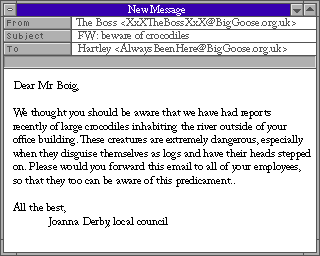 New Message
From The Boss <XxXTheBossXxX@BigGoose.org.uk>
Subject FW: beware of crocodiles
To Hartley <AlwaysBeenHere@BigGoose.org.uk>
Dear Mr Boig,
We thought you should be aware that we have had reports
recently of large crocodiles inhabiting the river outside of your
office building. These creatures are extremely dangerous, especially
when they disguise themselves as logs and have their heads stepped
on. Please would you forward this email to all of your employees,
so that they too can be aware of this predicament..
All the best,
Joanna Derby, local council